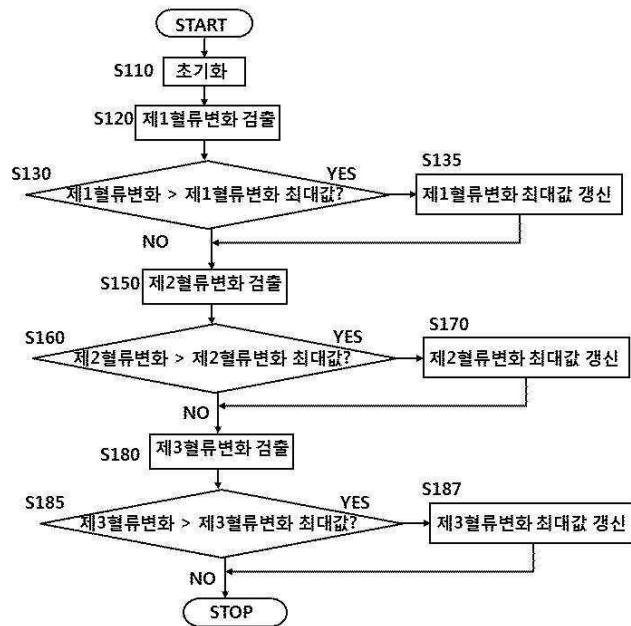 START
S110
초기화
S120
제1혈류변화 검출
S130
제1혈류변화 > 제1혈류변화 최대값?
YES
S135
제1혈류변화 최대값 갱신
NO
S150
제2혈류변화 검출
S160
제2혈류변화 > 제2혈류변화 최대값?
YES
S170
제2혈류변화 최대값 갱신
NO
S180
제3혈류변화 검출
S185
제3혈류변화 > 제3혈류변화 최대값?
YES
S187
제3혈류변화 최대값 갱신
NO
STOP